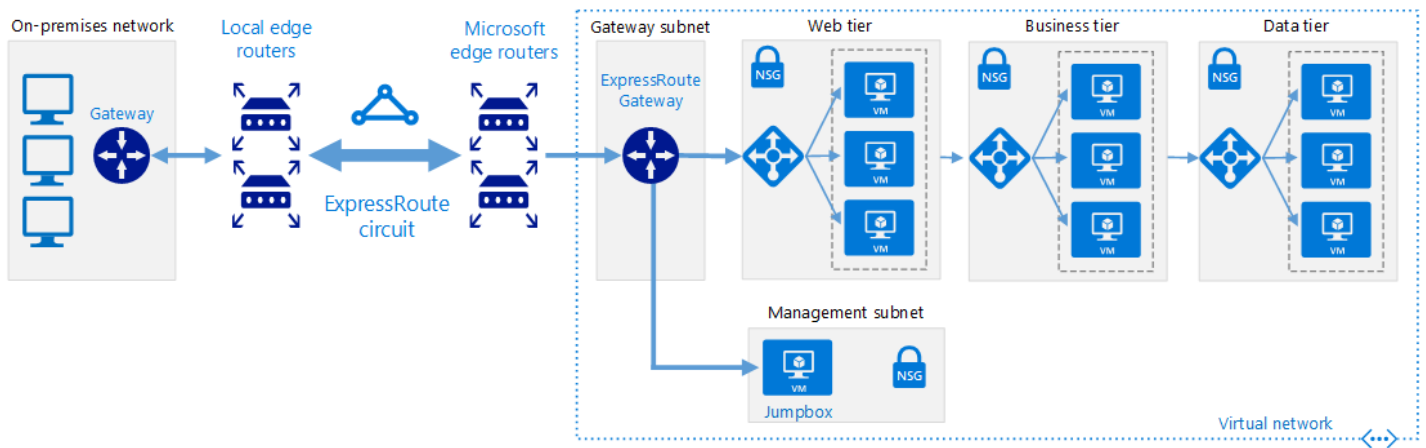 On-premises network
Gateway
Local edge
routers
ExpressRoute
circuit
Microsoft
edge routers
Gateway subnet
ExpressRoute
Gateway
Web tier
NSG
VM
VM
VM
Business tier
NSG
VM
VM
VM
Data tier
NSG
VM
VM
VM
Management subnet
VM
NSG
Jumpbox
Virtual network